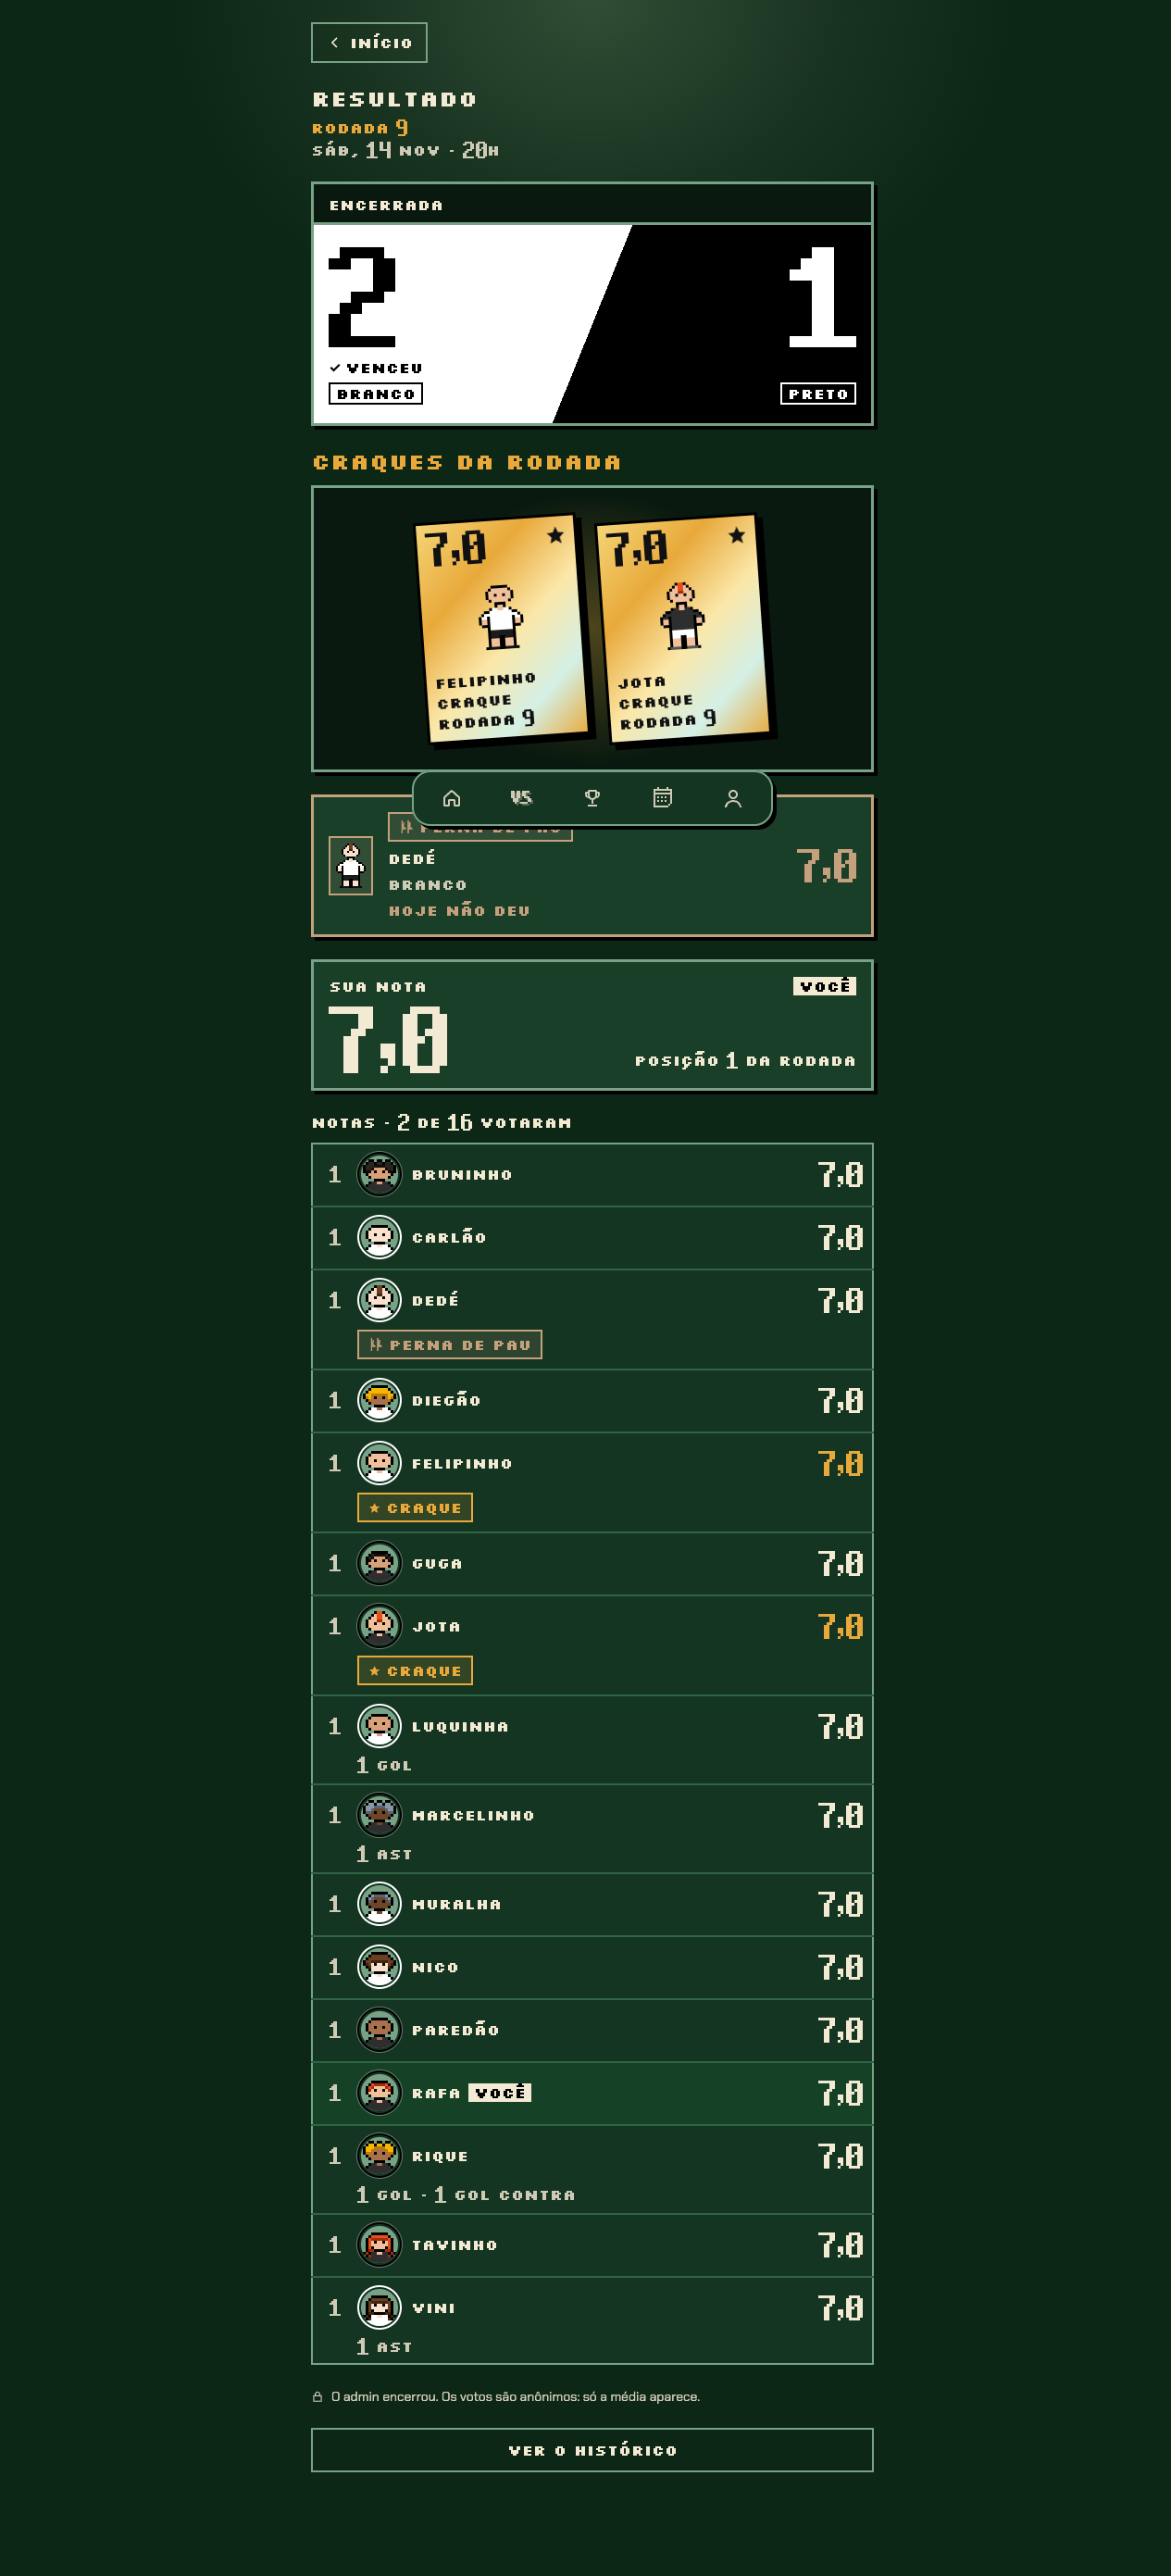 INÍCIO
RESULTADO
RODADA 9
SÁB, 14 NOV · 20H
ENCERRADA
2
1
VENCEU
BRANCO
PRETO
CRAQUES DA RODADA
7,0
FELIPINHO
CRAQUE
RODADA 9
7,0
JOTA
CRAQUE
RODADA 9
VS
PERNA DE PAU
DEDÉ
BRANCO
HOJE NÃO DEU
7,0
SUA NOTA
VOCÊ
7,0
POSIÇÃO 1 DA RODADA
NOTAS · 2 DE 16 VOTARAM
1 BRUNINHO 7,0
1 CARLÃO 7,0
1 DEDÉ 7,0
PERNA DE PAU
1 DIEGÃO 7,0
1 FELIPINHO 7,0
CRAQUE
1 GUGA 7,0
1 JOTA 7,0
CRAQUE
1 LUQUINHA 7,0
1 GOL
1 MARCELINHO 7,0
1 AST
1 MURALHA 7,0
1 NICO 7,0
1 PAREDÃO 7,0
1 RAFA VOCÊ 7,0
1 RIQUE 7,0
1 GOL · 1 GOL CONTRA
1 TAVINHO 7,0
1 VINI 7,0
1 AST
O admin encerrou. Os votos são anônimos: só a média aparece.
VER O HISTÓRICO